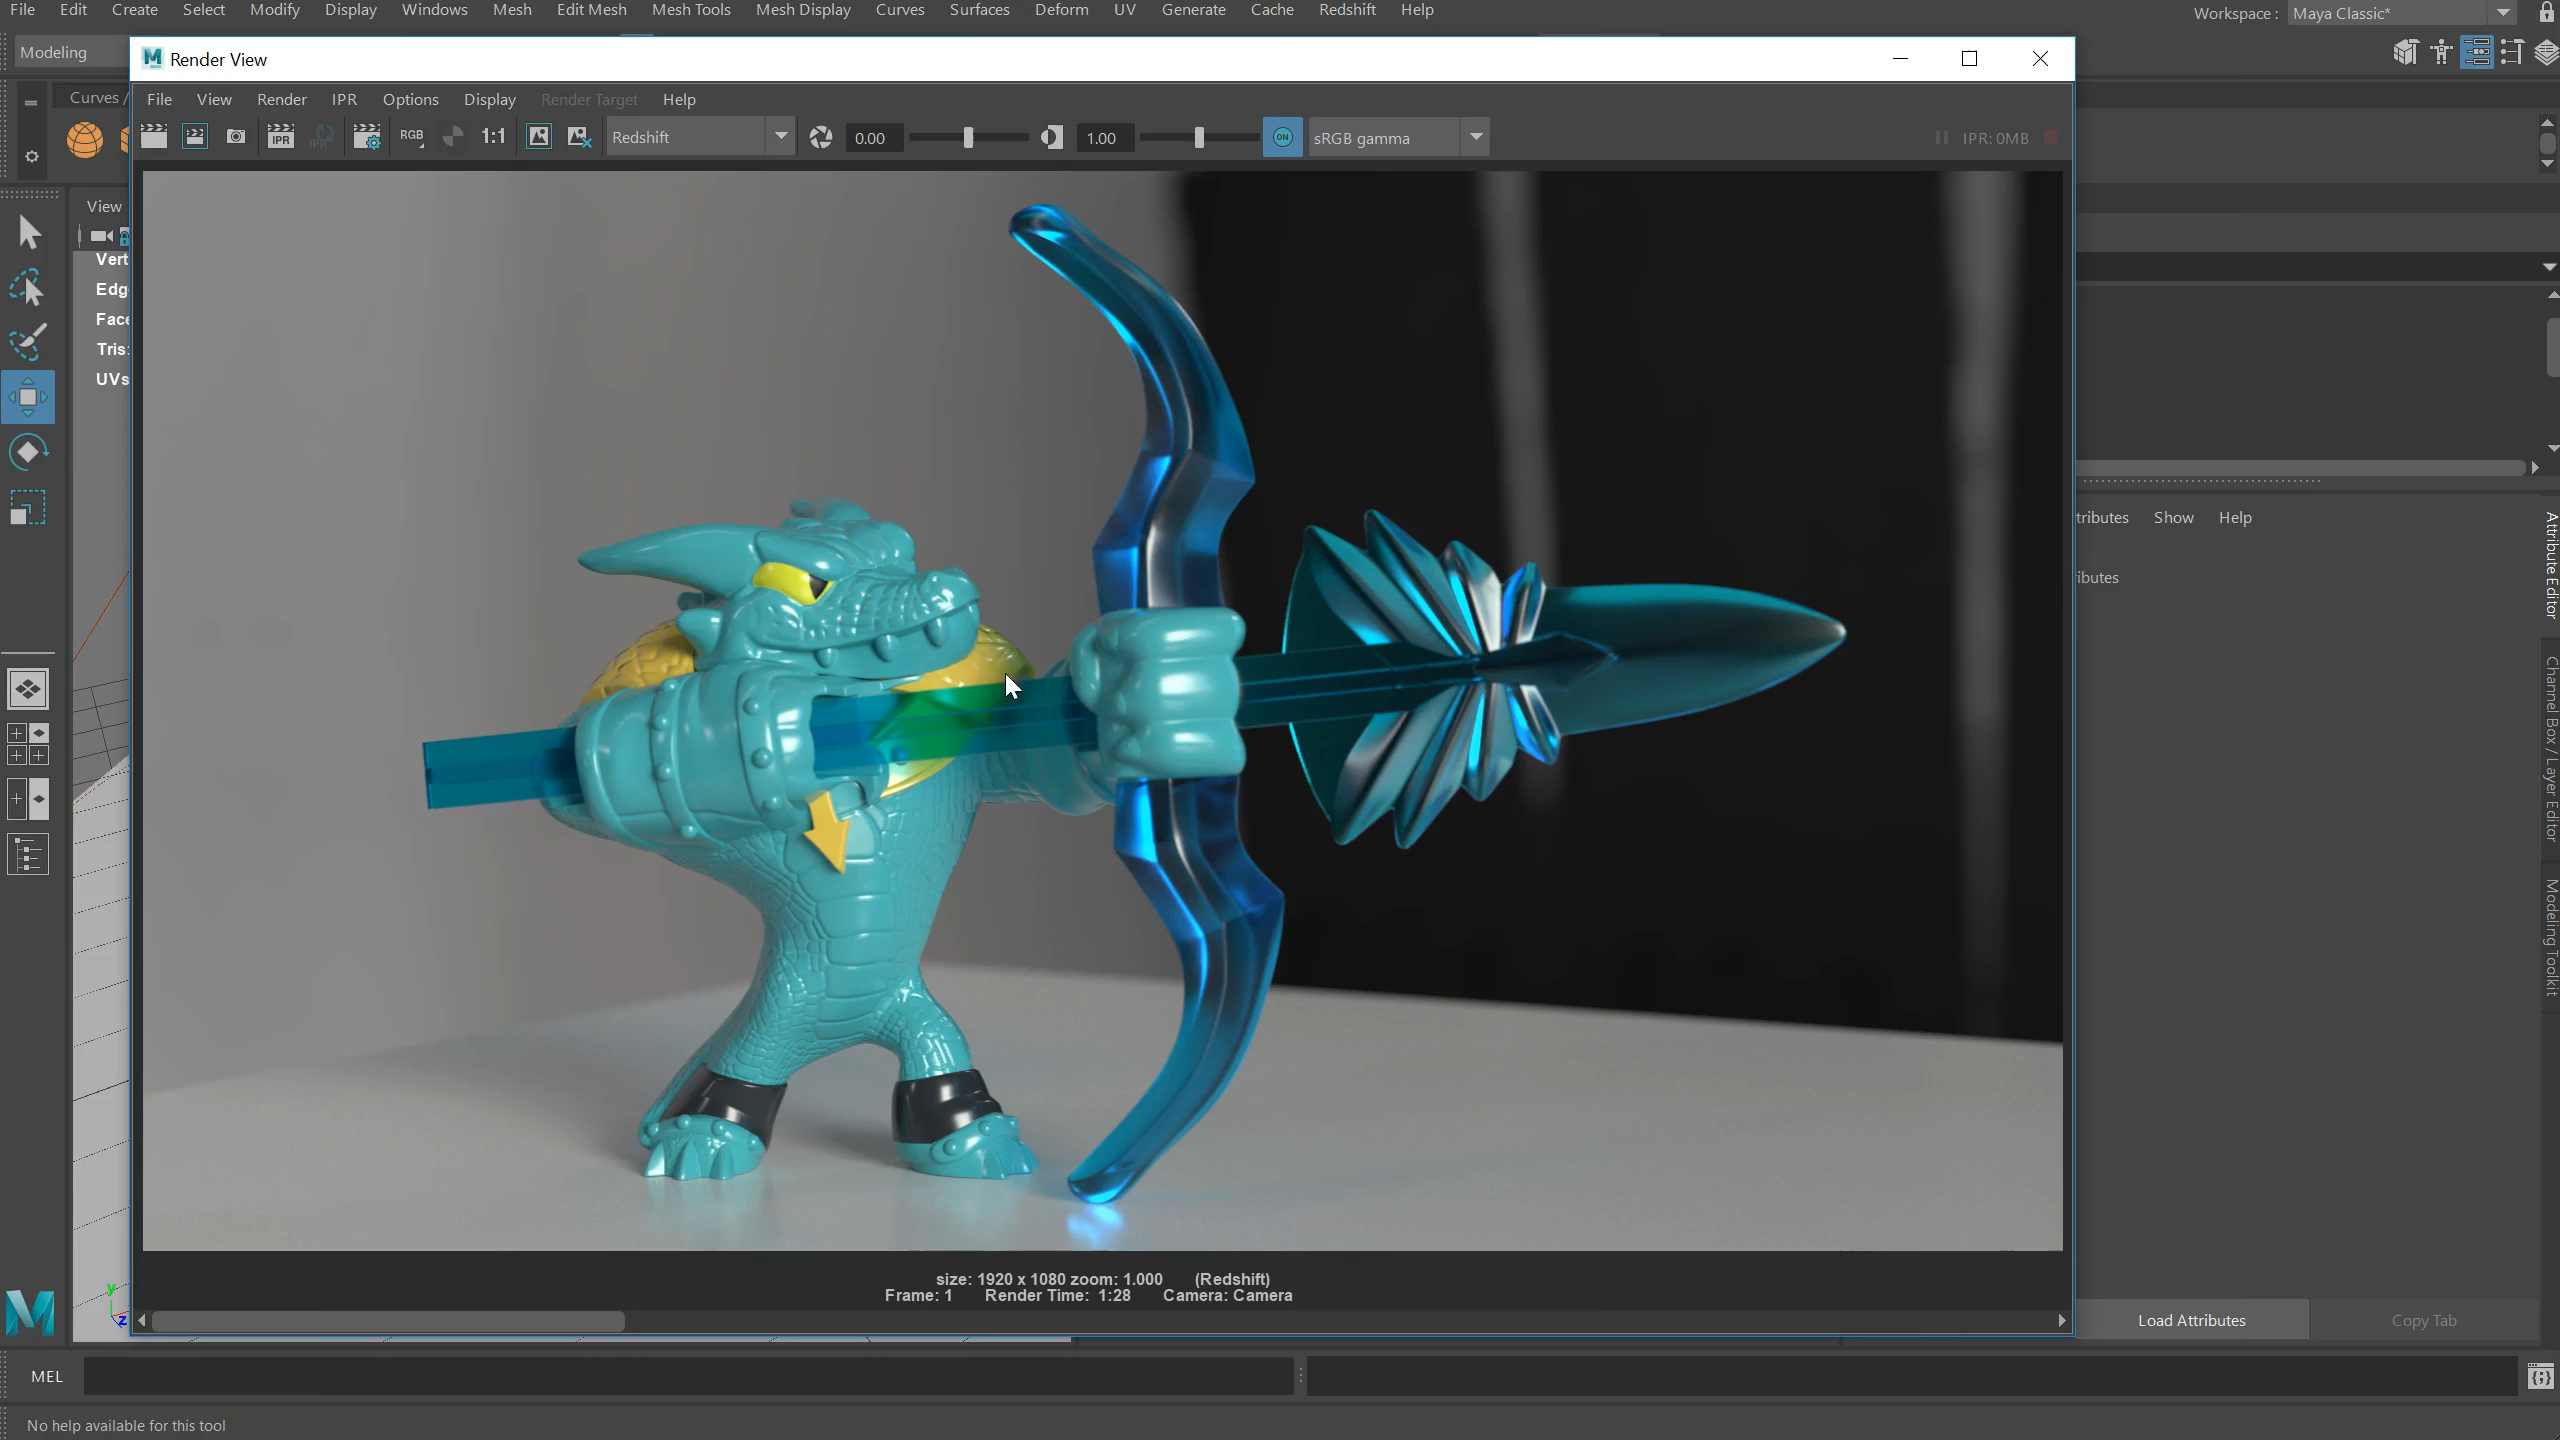 File Edit Create Select Modify Display Windows Mesh Edit Mesh Mesh Tools Mesh Display Curves Surfaces Deform UV Generate Cache Redshift Help
Workspace : Maya Classic*
Modeling
M Render View
Curves /
File View Render IPR Options Display Render Target Help
IPR IPR RGB 1:1 Redshift 0.00 1.00 ON sRGB gamma IPR: 0MB
View
Vert
Edg
Face
Tris:
UVs
tributes Show Help
ibutes
Attribute Editor
Channel Box / Layer Editor
Modeling Toolkit
size: 1920 x 1080 zoom: 1.000 (Redshift)
Frame: 1 Render Time: 1:28 Camera: Camera
y
z
M
Load Attributes Copy Tab
MEL
No help available for this tool